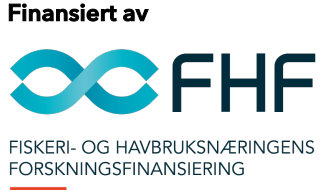 Finansiert av
FHF
FISKERI- OG HAVBRUKSNÆRINGENS
FORSKNINGSFINANSIERING